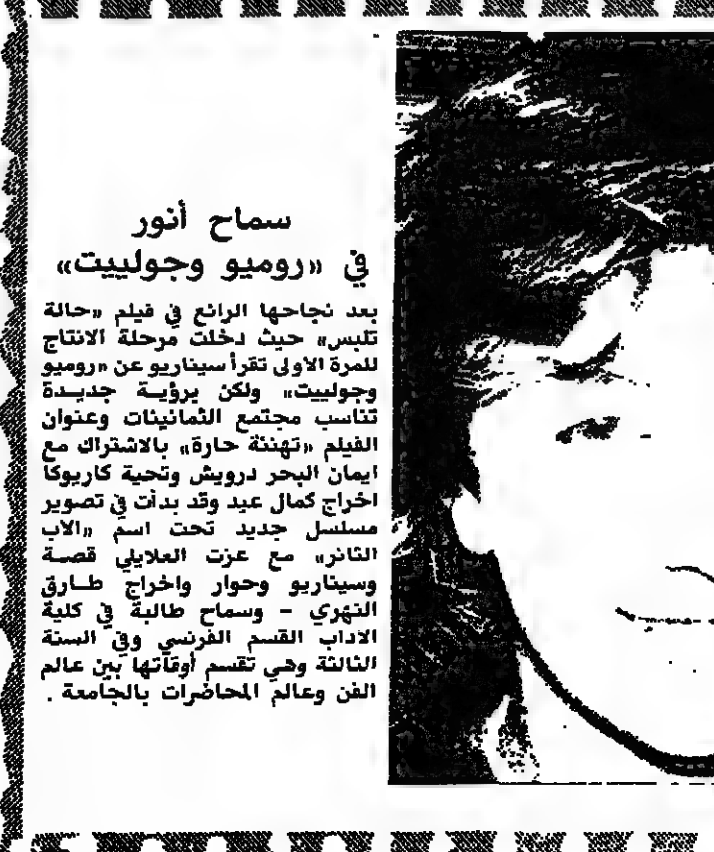 سماح أنور
في «روميو وجولييت»
بعد نجاحها الرائع في فيلم «حالة
تلبس» حيث دخلت مرحلة الانتاج
للمرة الاولى تقرأ سيناريو عن «روميو
وجولييت» ولكن برؤيــة جديــدة
تناسب مجتمع الثمانينات وعنوان
الفيلم «تهنئة حارة» بالاشتراك مع
ايمان البحر درويش وتحية كاريوكا
اخراج كمال عيد وقد بدأت في تصوير
مسلسل جديد تحت اسم «الاب
الثائر» مع عزت العلايلي قصــة
وسيناريو وحوار واخراج طــارق
النهري - وسماح طالبة في كلية
الاداب القسم الفرنسي وفي السنة
الثالثة وهي تقسم أوقاتها بين عالم
الفن وعالم المحاضرات بالجامعة .